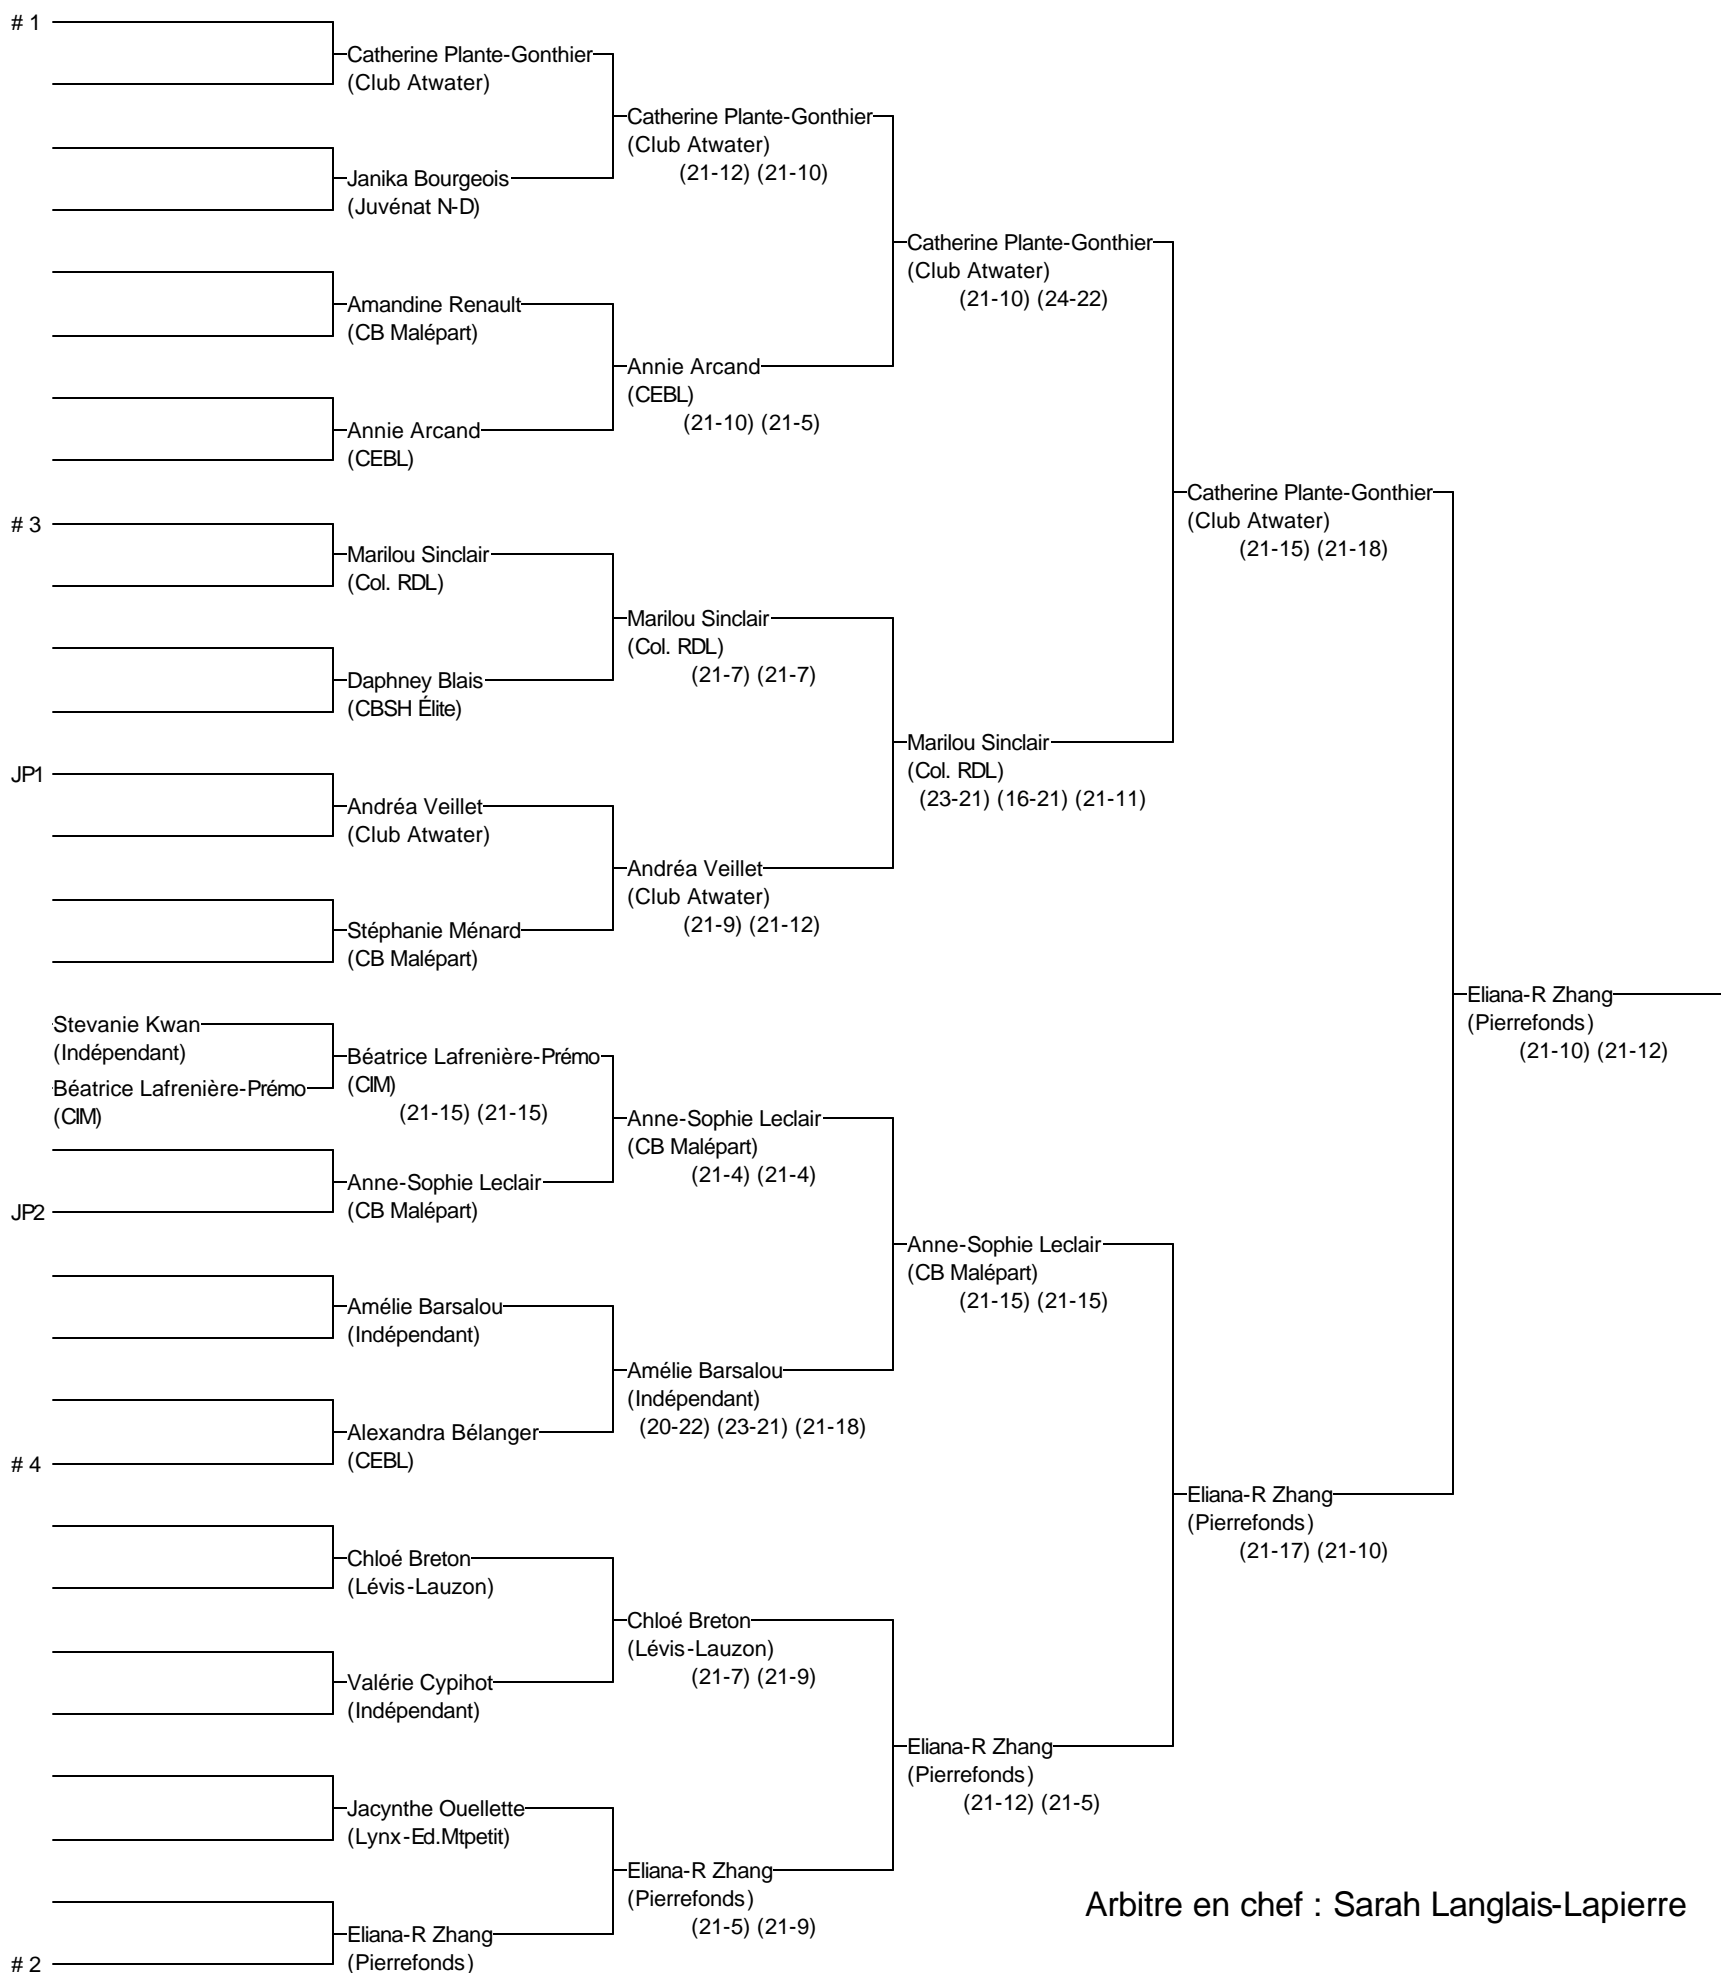 # 1
Catherine Plante-Gonthier
(Club Atwater)
Catherine Plante-Gonthier
(Club Atwater)
(21-12) (21-10)
Janika Bourgeois
(Juvénat N-D)
Catherine Plante-Gonthier
(Club Atwater)
(21-10) (24-22)
Amandine Renault
(CB Malépart)
Annie Arcand
(CEBL)
(21-10) (21-5)
Annie Arcand
(CEBL)
Catherine Plante-Gonthier
(Club Atwater)
(21-15) (21-18)
# 3
Marilou Sinclair
(Col. RDL)
Marilou Sinclair
(Col. RDL)
(21-7) (21-7)
Daphney Blais
(CBSH Élite)
Marilou Sinclair
(Col. RDL)
(23-21) (16-21) (21-11)
JP1
Andréa Veillet
(Club Atwater)
Andréa Veillet
(Club Atwater)
(21-9) (21-12)
Stéphanie Ménard
(CB Malépart)
Eliana-R Zhang
(Pierrefonds)
(21-10) (21-12)
Stevanie Kwan
(Indépendant)
Béatrice Lafrenière-Prémo
(CIM)
(21-15) (21-15)
Béatrice Lafrenière-Prémo
(CIM)
Anne-Sophie Leclair
(CB Malépart)
(21-4) (21-4)
Anne-Sophie Leclair
(CB Malépart)
JP2
Anne-Sophie Leclair
(CB Malépart)
(21-15) (21-15)
Amélie Barsalou
(Indépendant)
Amélie Barsalou
(Indépendant)
(20-22) (23-21) (21-18)
Alexandra Bélanger
(CEBL)
# 4
Eliana-R Zhang
(Pierrefonds)
(21-17) (21-10)
Chloé Breton
(Lévis-Lauzon)
Chloé Breton
(Lévis-Lauzon)
(21-7) (21-9)
Valérie Cypihot
(Indépendant)
Eliana-R Zhang
(Pierrefonds)
(21-12) (21-5)
Jacynthe Ouellette
(Lynx-Ed.Mtpetit)
Eliana-R Zhang
(Pierrefonds)
(21-5) (21-9)
Arbitre en chef : Sarah Langlais-Lapierre
Eliana-R Zhang
(Pierrefonds)
# 2